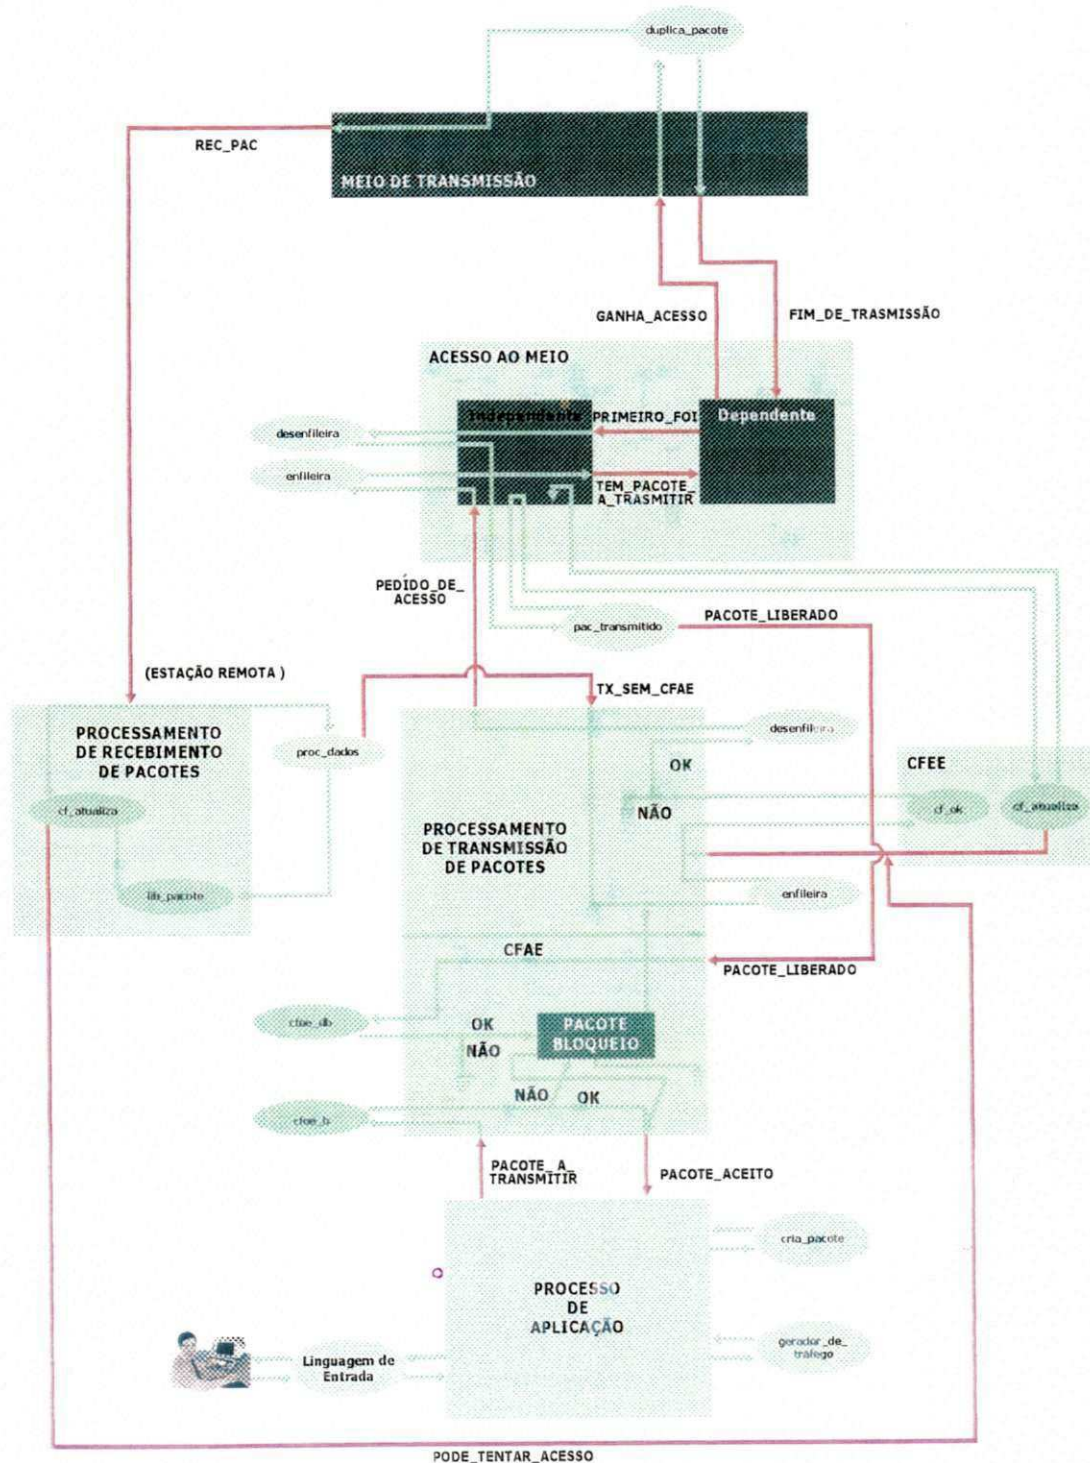 duplica_pacote
REC_PAC
MEIO DE TRANSMISSÃO
GANHA_ACESSO
FIM_DE_TRASMISSÃO
ACESSO AO MEIO
Independente
PRIMEIRO_FOI
Dependente
desenfileira
enfileira
TEM_PACOTE_
A_TRASMITIR
PEDÍDO_DE_
ACESSO
pac_transmitido
PACOTE_LIBERADO
(ESTAÇÃO REMOTA )
TX_SEM_CFAE
PROCESSAMENTO
DE RECEBIMENTO
DE PACOTES
proc_dados
desenfileira
OK
CFEE
cf_atualiza
NÃO
cf_ok
cf_atualiza
PROCESSAMENTO
DE TRANSMISSÃO
DE PACOTES
lib_pacote
enfileira
CFAE
PACOTE_LIBERADO
OK
NÃO
PACOTE
BLOQUEIO
NÃO
OK
PACOTE_A_
TRANSMITIR
PACOTE_ACEITO
cria_pacote
PROCESSO
DE
APLICAÇÃO
gerador_de_
tráfego
Linguagem de
Entrada
PODE_TENTAR_ACESSO